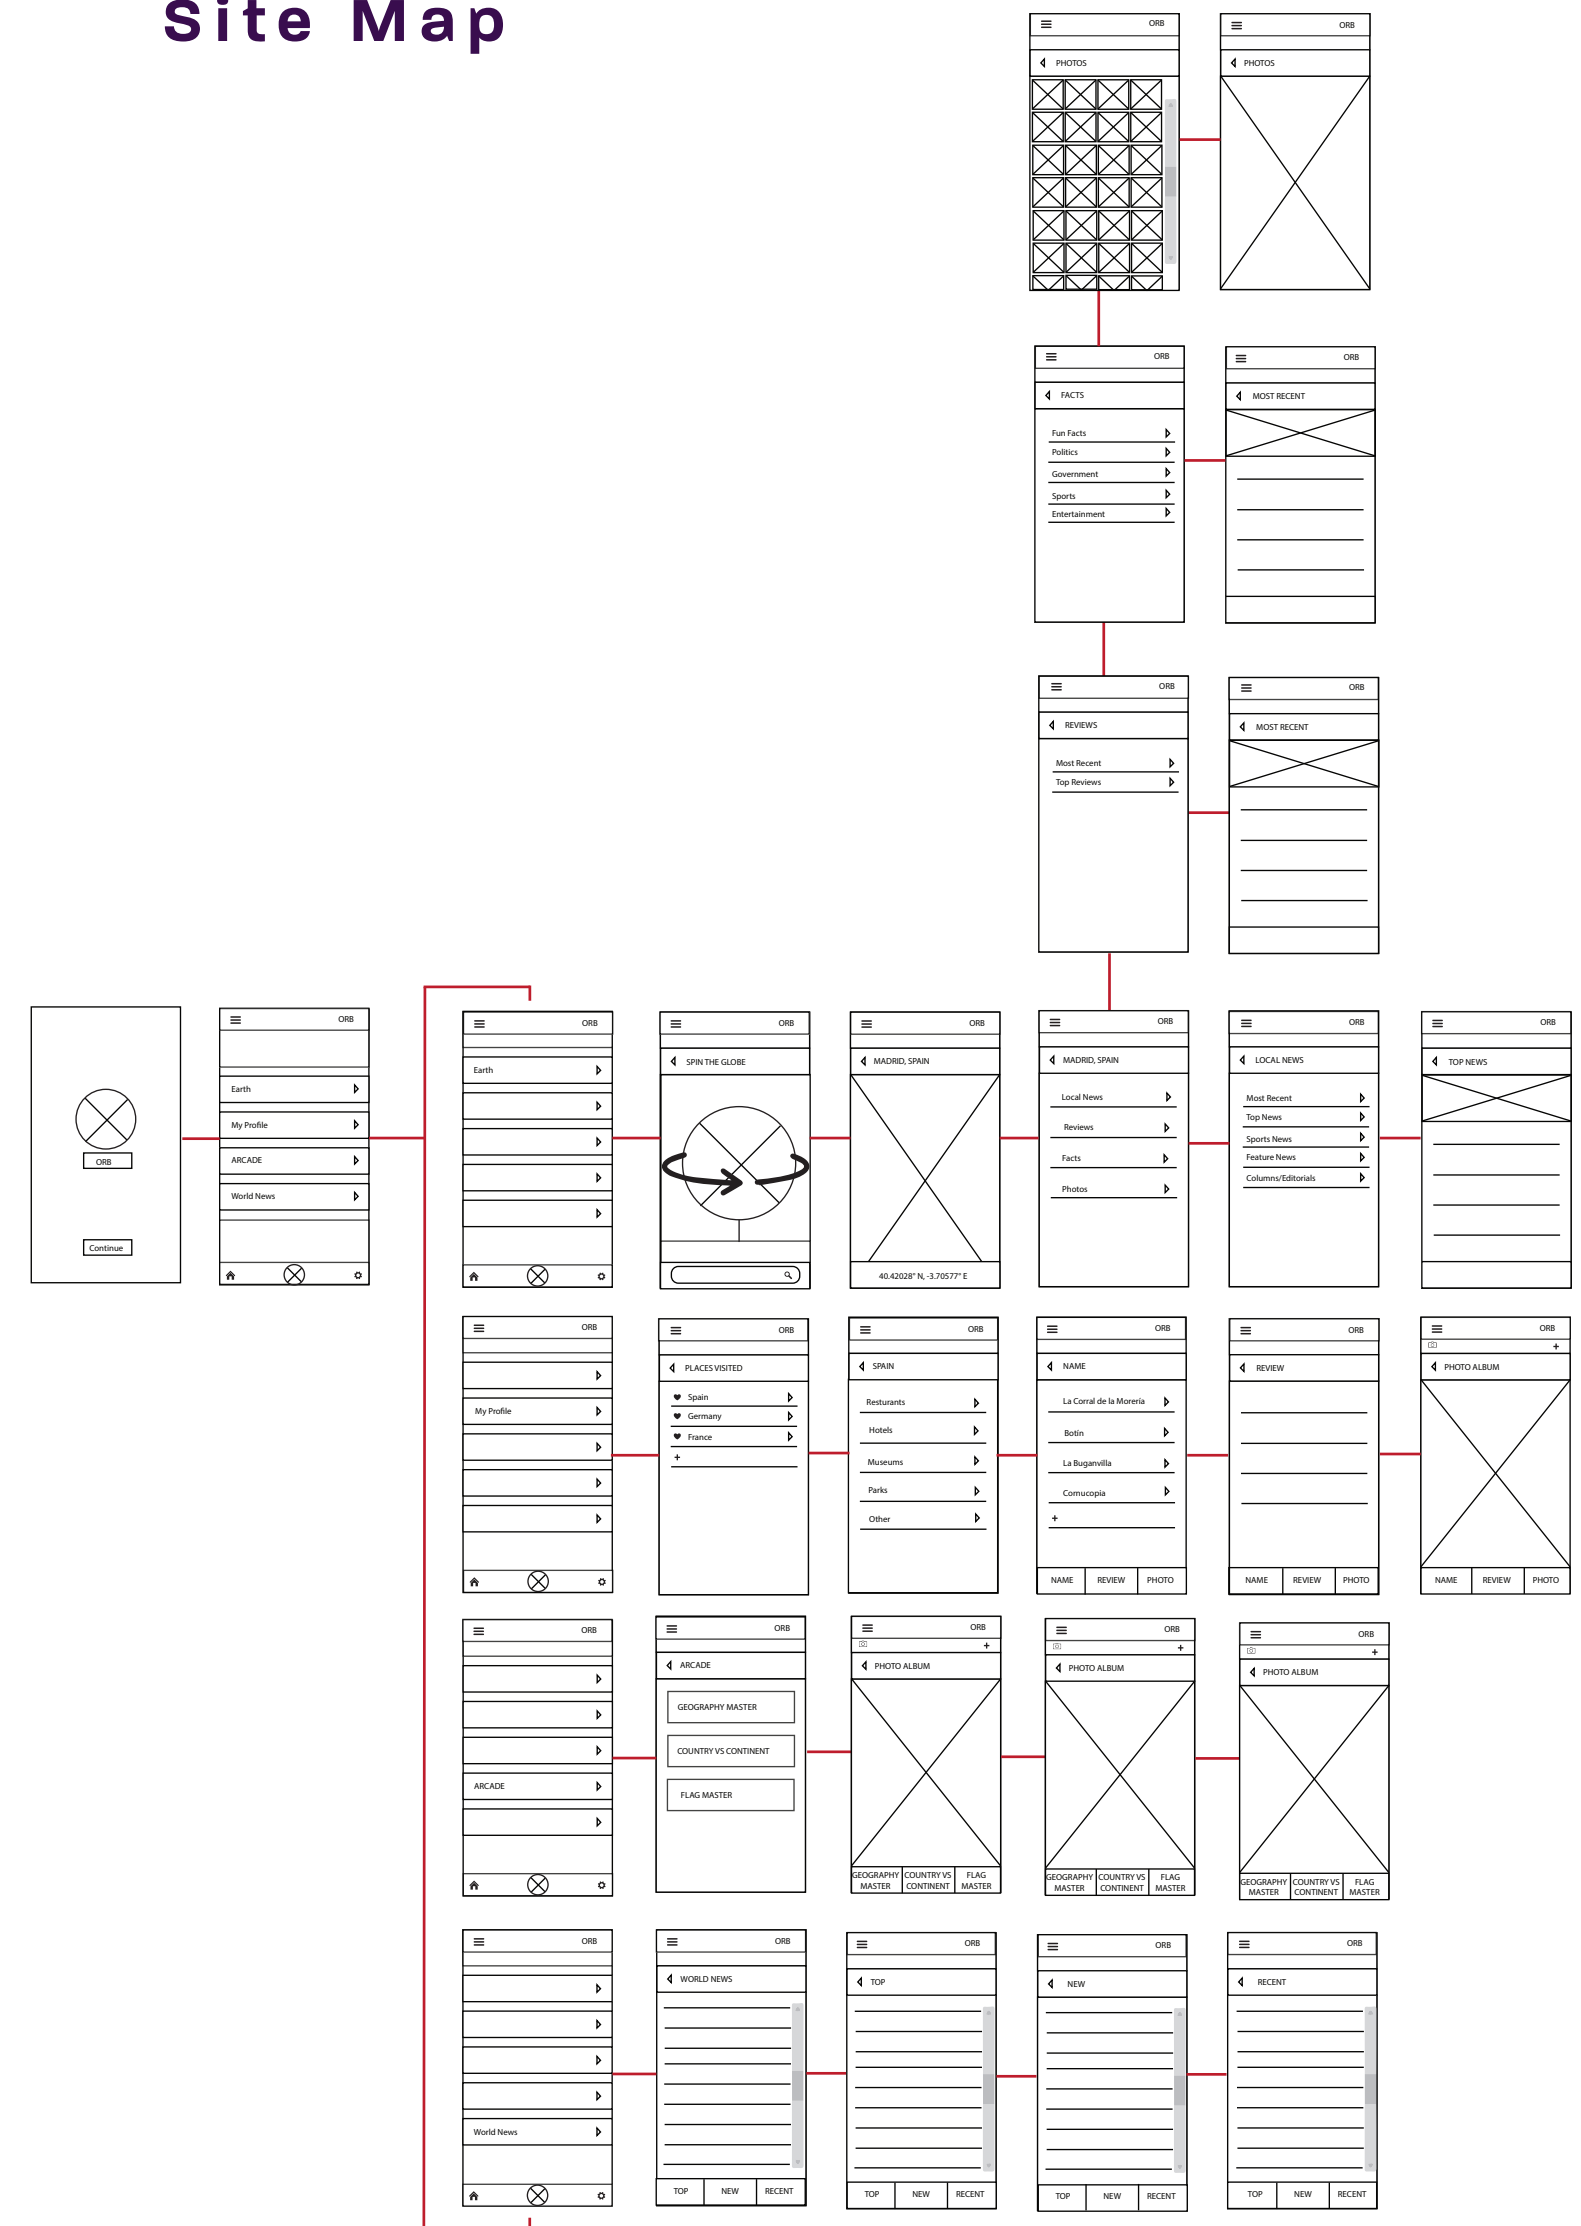 Site Map
ORB
PHOTOS
ORB
PHOTOS
ORB
FACTS
Fun Facts
Politics
Government
Sports
Entertainment
ORB
MOST RECENT
ORB
REVIEWS
Most Recent
Top Reviews
ORB
MOST RECENT
ORB
Continue
ORB
Earth
My Profile
ARCADE
World News
ORB
Earth
ORB
SPIN THE GLOBE
ORB
MADRID, SPAIN
40.42028° N, -3.70577° E
ORB
MADRID, SPAIN
Local News
Reviews
Facts
Photos
ORB
LOCAL NEWS
Most Recent
Top News
Sports News
Feature News
Columns/Editorials
ORB
TOP NEWS
ORB
My Profile
ORB
PLACES VISITED
Spain
Germany
France
+
ORB
SPAIN
Resturants
Hotels
Museums
Parks
Other
ORB
NAME
La Corral de la Moreria
Botin
La Buganvilla
Cornucopia
+
NAME REVIEW PHOTO
ORB
REVIEW
NAME REVIEW PHOTO
ORB
+
PHOTO ALBUM
NAME REVIEW PHOTO
ORB
ARCADE
ORB
ARCADE
GEOGRAPHY MASTER
COUNTRY VS CONTINENT
FLAG MASTER
ORB
+
PHOTO ALBUM
GEOGRAPHY COUNTRY VS FLAG
MASTER CONTINENT MASTER
ORB
+
PHOTO ALBUM
GEOGRAPHY COUNTRY VS FLAG
MASTER CONTINENT MASTER
ORB
+
PHOTO ALBUM
GEOGRAPHY COUNTRY VS FLAG
MASTER CONTINENT MASTER
ORB
World News
ORB
WORLD NEWS
TOP NEW RECENT
ORB
TOP
TOP NEW RECENT
ORB
NEW
TOP NEW RECENT
ORB
RECENT
TOP NEW RECENT